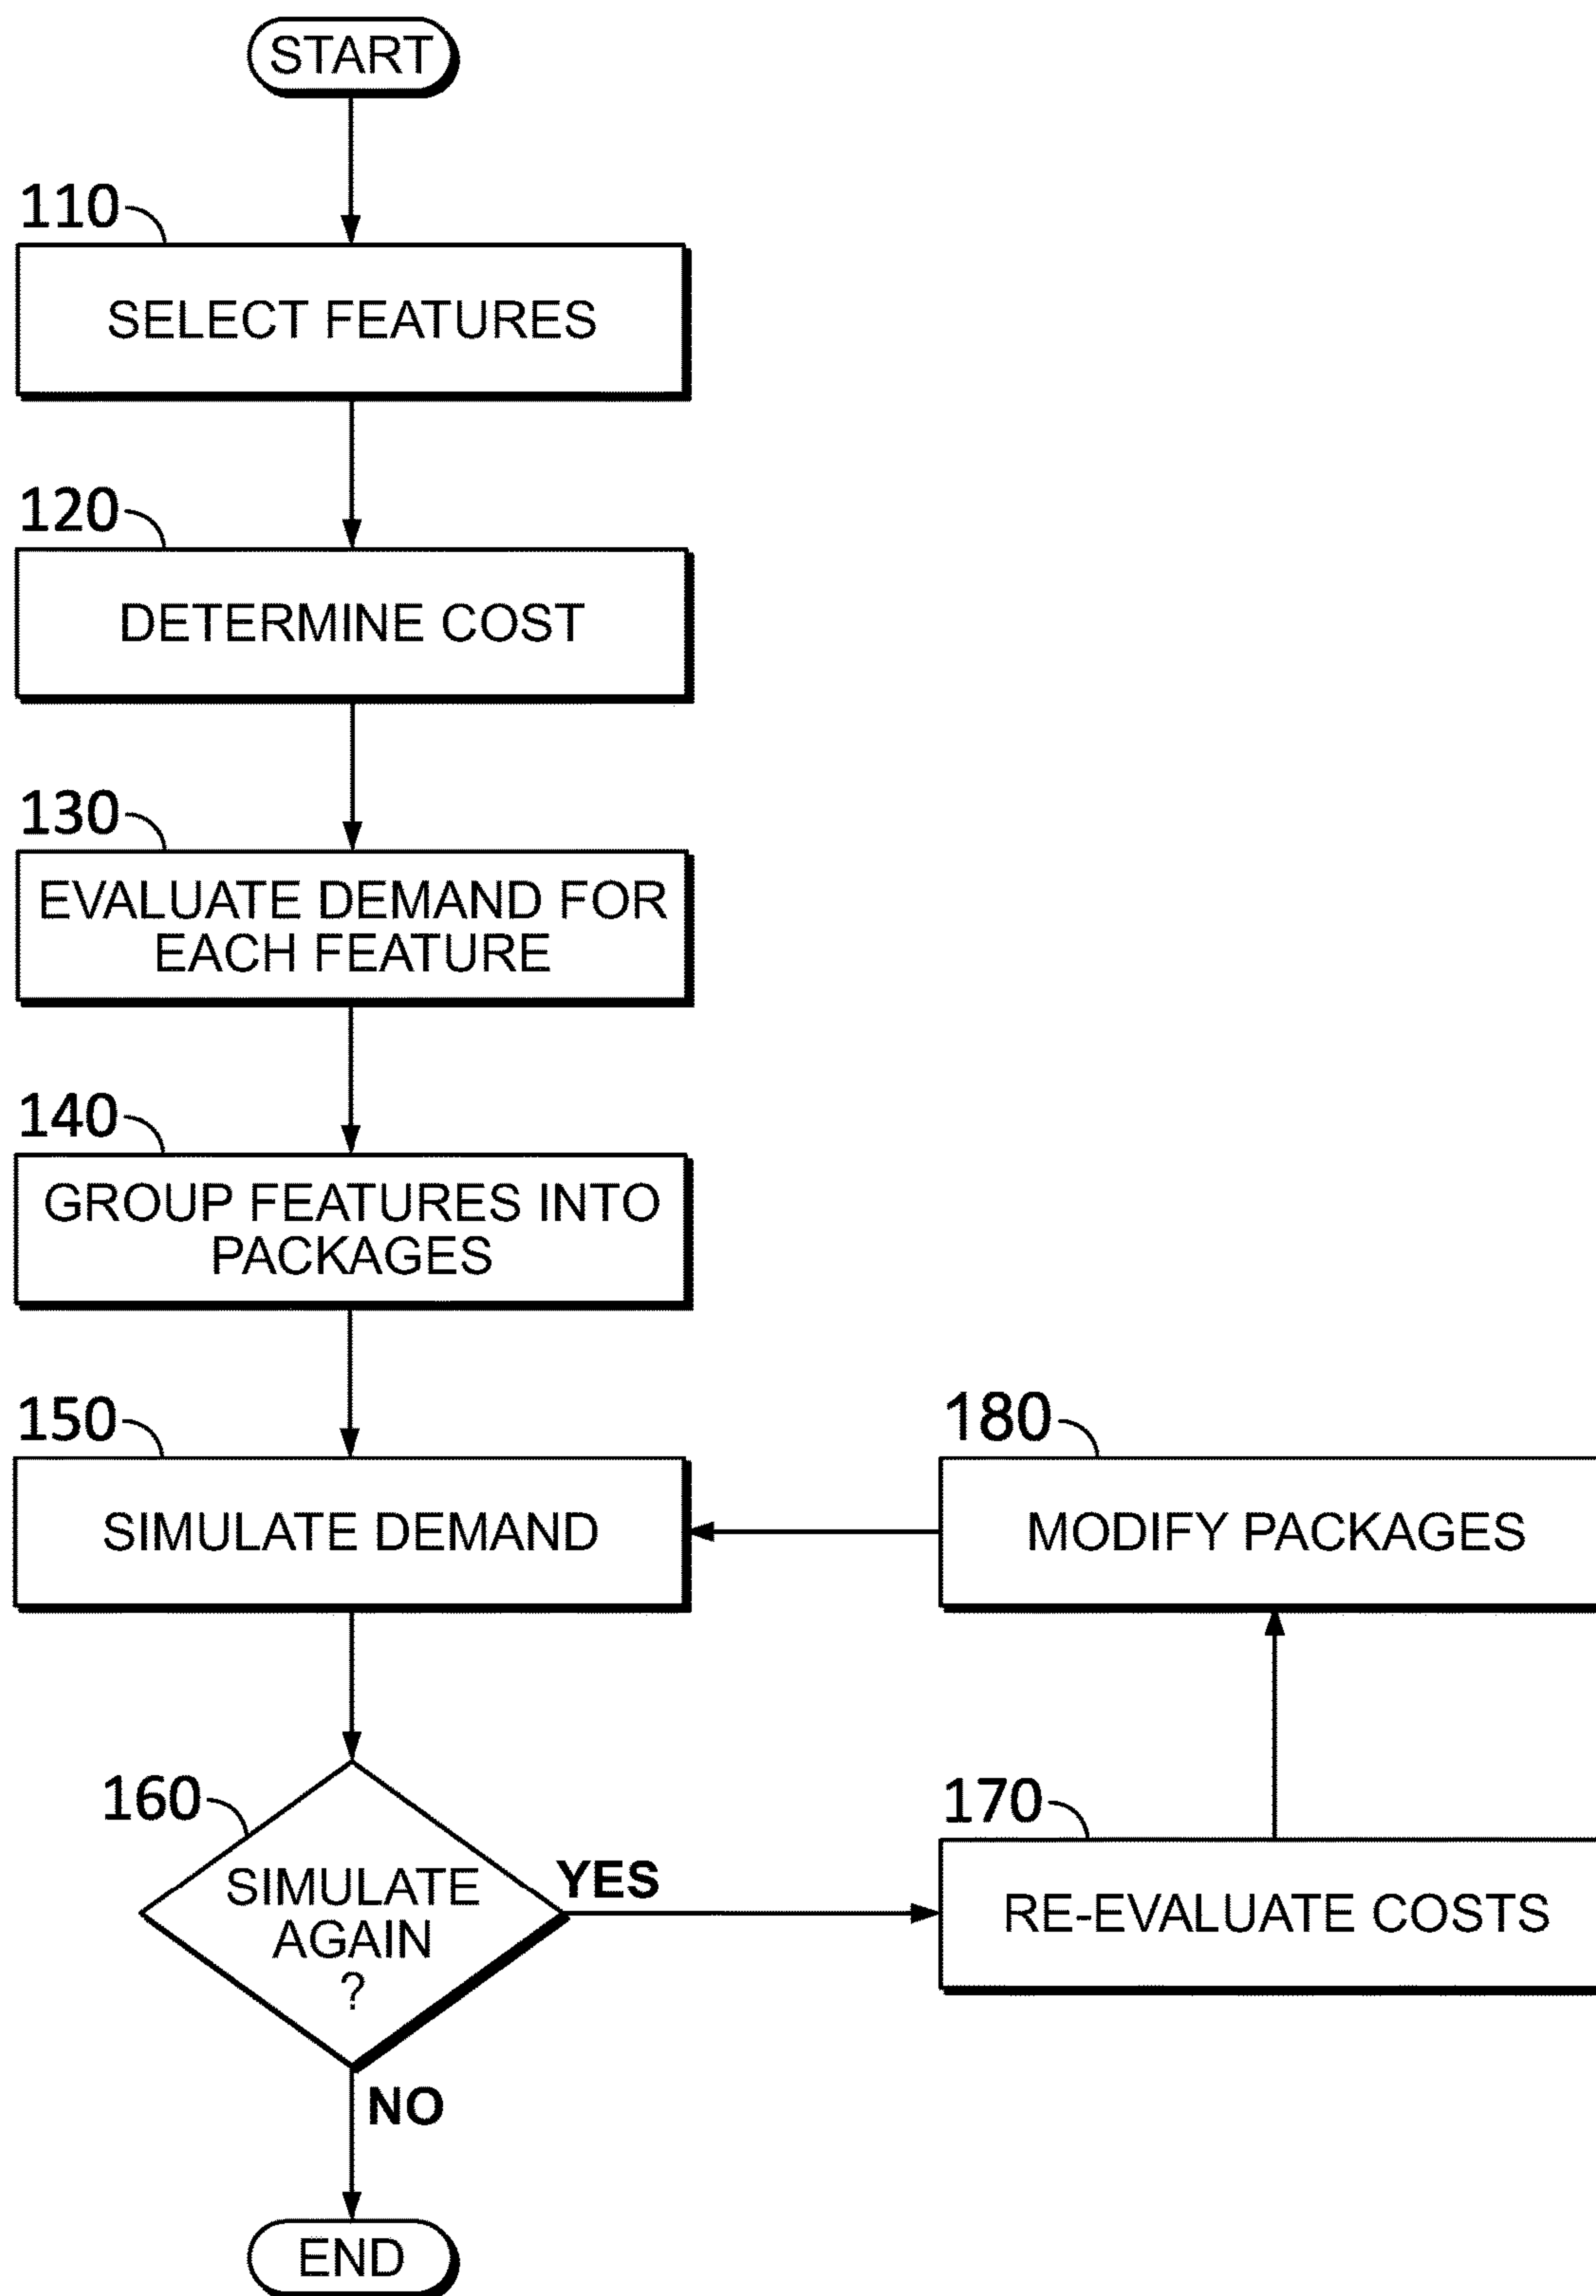 START
110
SELECT FEATURES
120
DETERMINE COST
130
EVALUATE DEMAND FOR
EACH FEATURE
140
GROUP FEATURES INTO
PACKAGES
150
SIMULATE DEMAND
180
MODIFY PACKAGES
160
SIMULATE
AGAIN
?
YES
170
RE-EVALUATE COSTS
NO
END